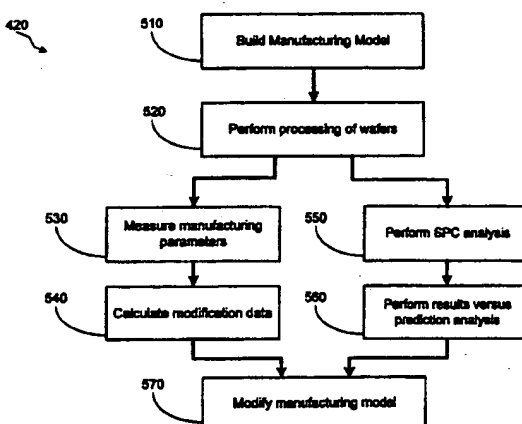 420
510
Build Manufacturing Model
520
Perform processing of wafers
530
Measure manufacturing
parameters
550
Perform SPC analysis
540
Calculate modification data
560
Perform results versus
prediction analysis
570
Modify manufacturing model